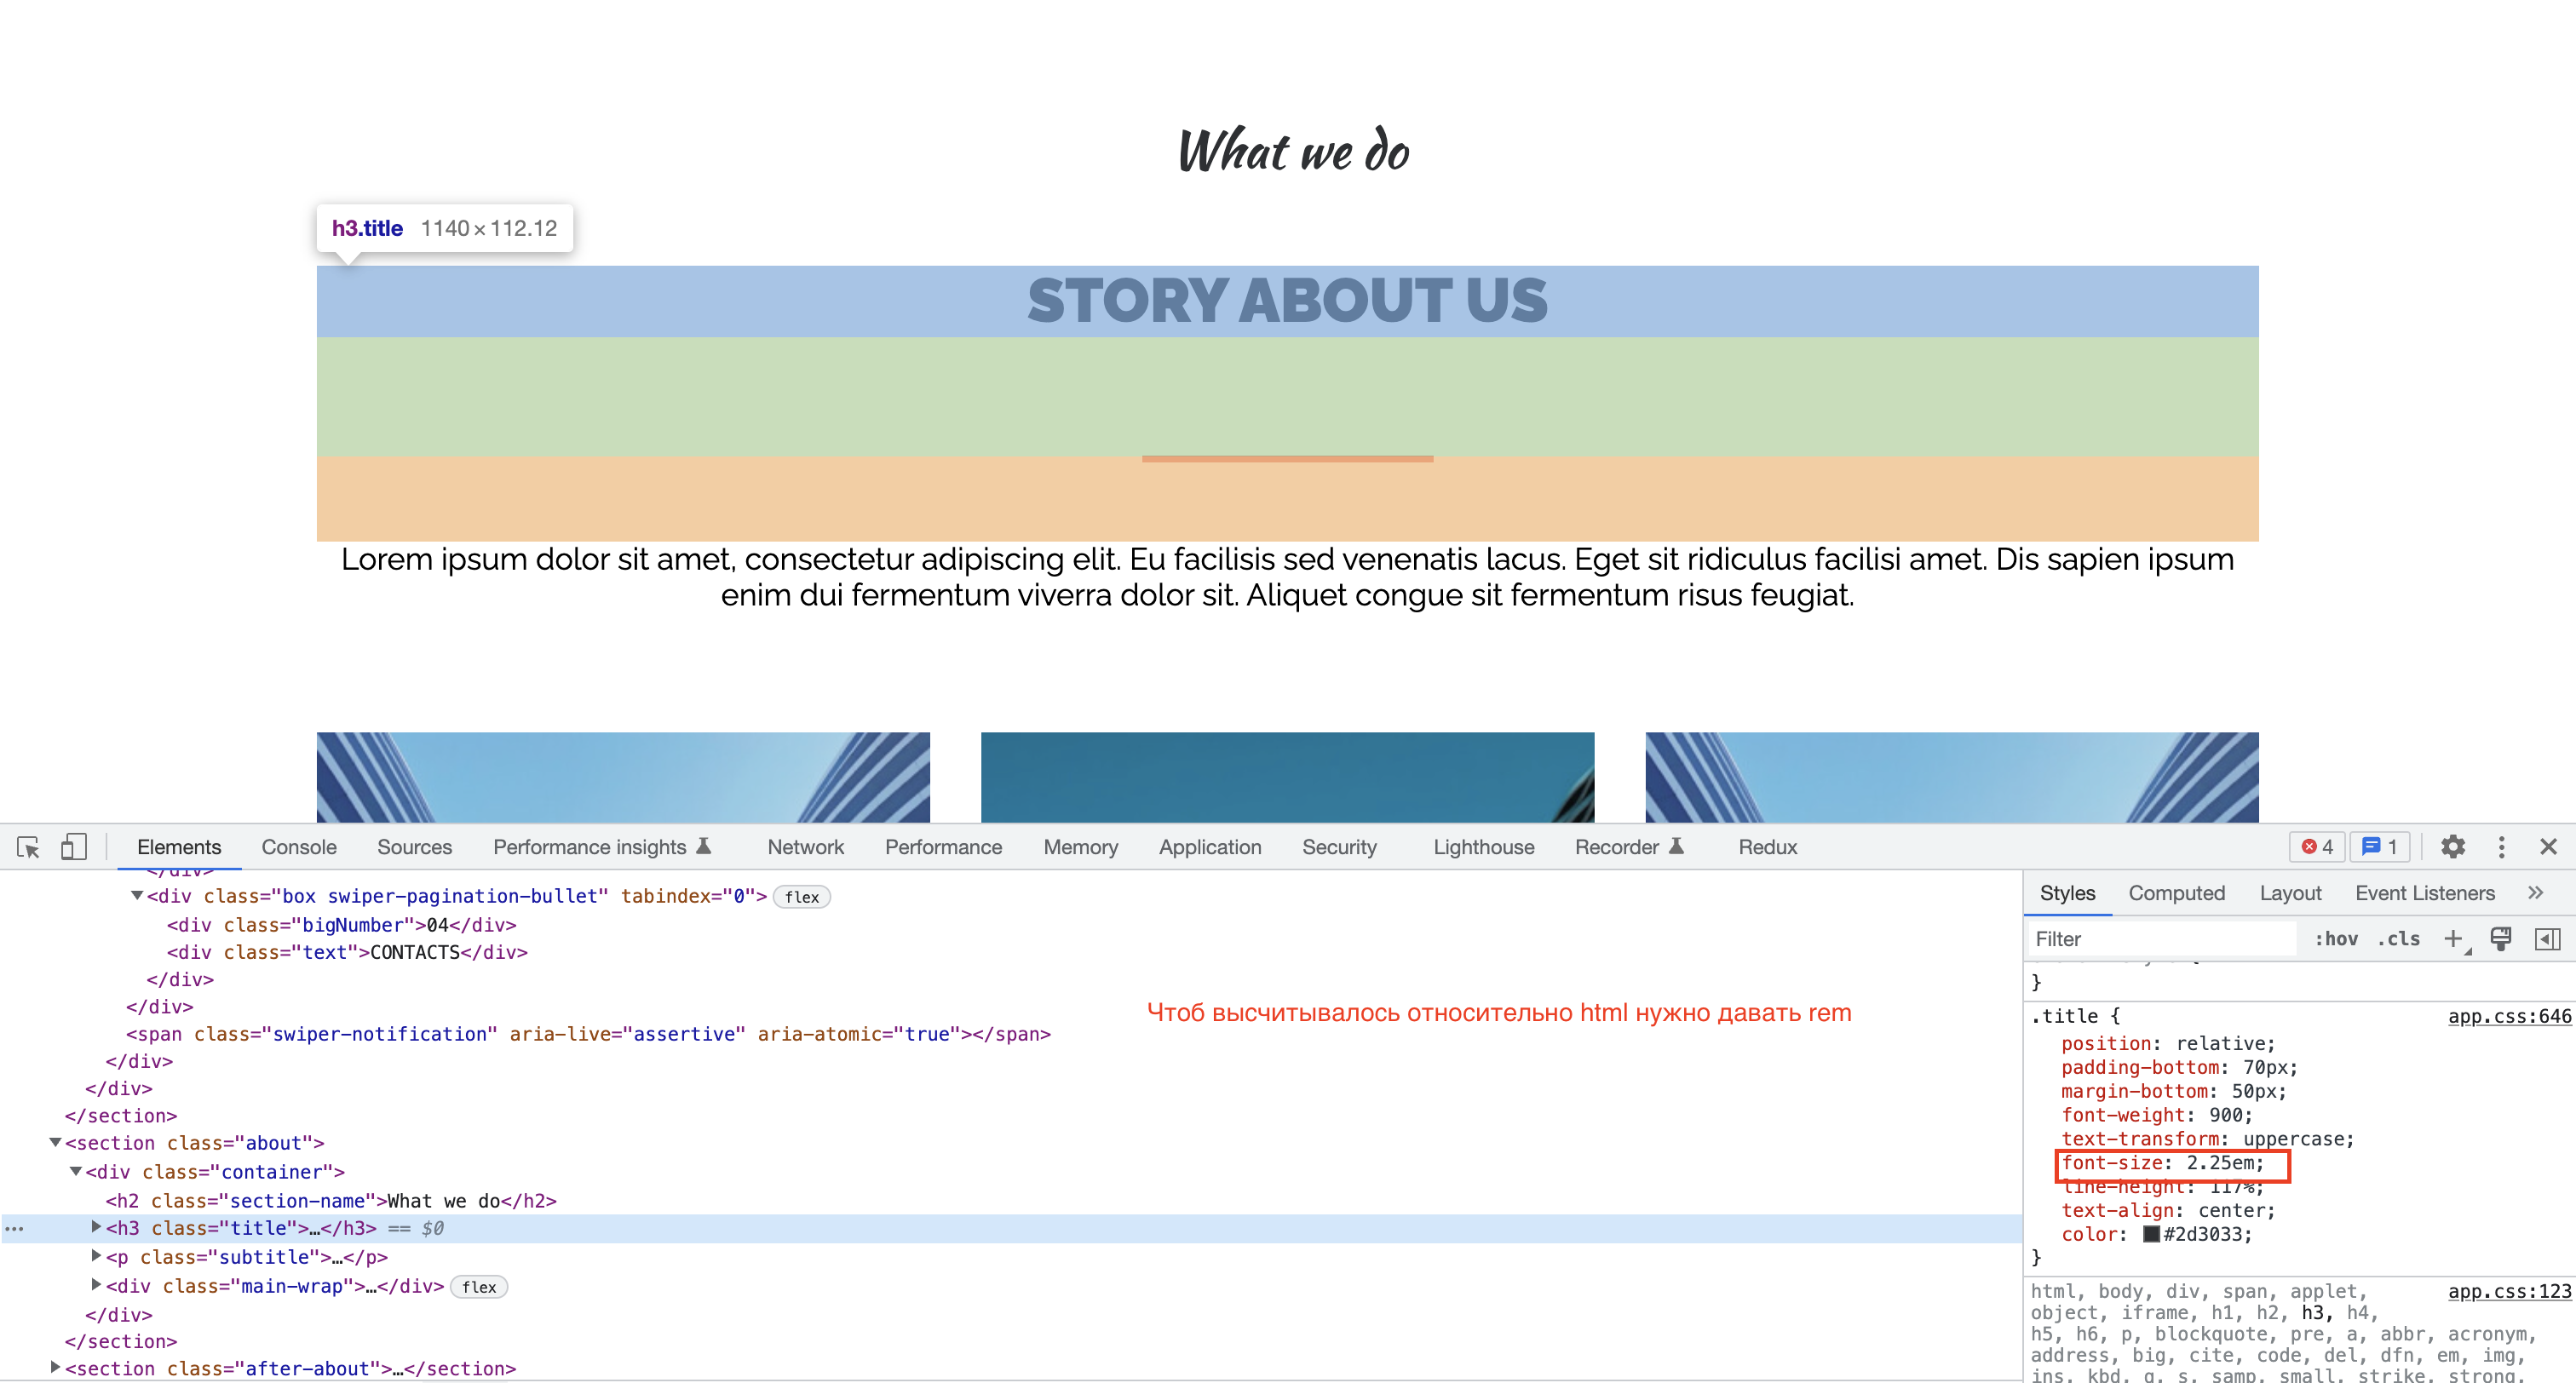 What we do
h3.title 1140 × 112.12
STORY ABOUT US
Lorem ipsum dolor sit amet, consectetur adipiscing elit. Eu facilisis sed venenatis lacus. Eget sit ridiculus facilisi amet. Dis sapien ipsum
enim dui fermentum viverra dolor sit. Aliquet congue sit fermentum risus feugiat.
Elements Console Sources Performance insights Network Performance Memory Application Security Lighthouse Recorder Redux 4 1
</div>
<div class="box swiper-pagination-bullet" tabindex="0"> flex
<div class="bigNumber">04</div>
<div class="text">CONTACTS</div>
</div>
</div>
<span class="swiper-notification" aria-live="assertive" aria-atomic="true"></span>
</div>
</div>
</section>
<section class="about">
<div class="container">
<h2 class="section-name">What we do</h2>
<h3 class="title">…</h3> == $0
<p class="subtitle">…</p>
<div class="main-wrap">…</div> flex
</div>
</section>
<section class="after-about">…</section>
Чтоб высчитывалось относительно html нужно давать rem
Styles Computed Layout Event Listeners »
Filter :hov .cls +
}
.title { app.css:646
position: relative;
padding-bottom: 70px;
margin-bottom: 50px;
font-weight: 900;
text-transform: uppercase;
font-size: 2.25em;
line-height: 117%;
text-align: center;
color: #2d3033;
}
html, body, div, span, applet, app.css:123
object, iframe, h1, h2, h3, h4,
h5, h6, p, blockquote, pre, a, abbr, acronym,
address, big, cite, code, del, dfn, em, img,
ins, kbd, q, s, samp, small, strike, strong,